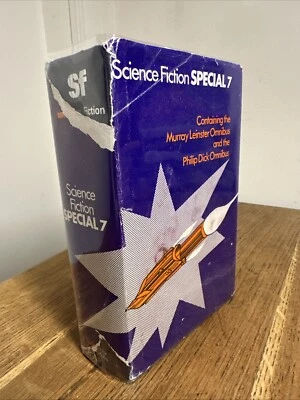 Sf
Fiction
Science
Fiction
SPECIAL 7
Science Fiction SPECIAL 7
Containing the
Murray Leinster Omnibus
and the
Philip Dick Omnibus